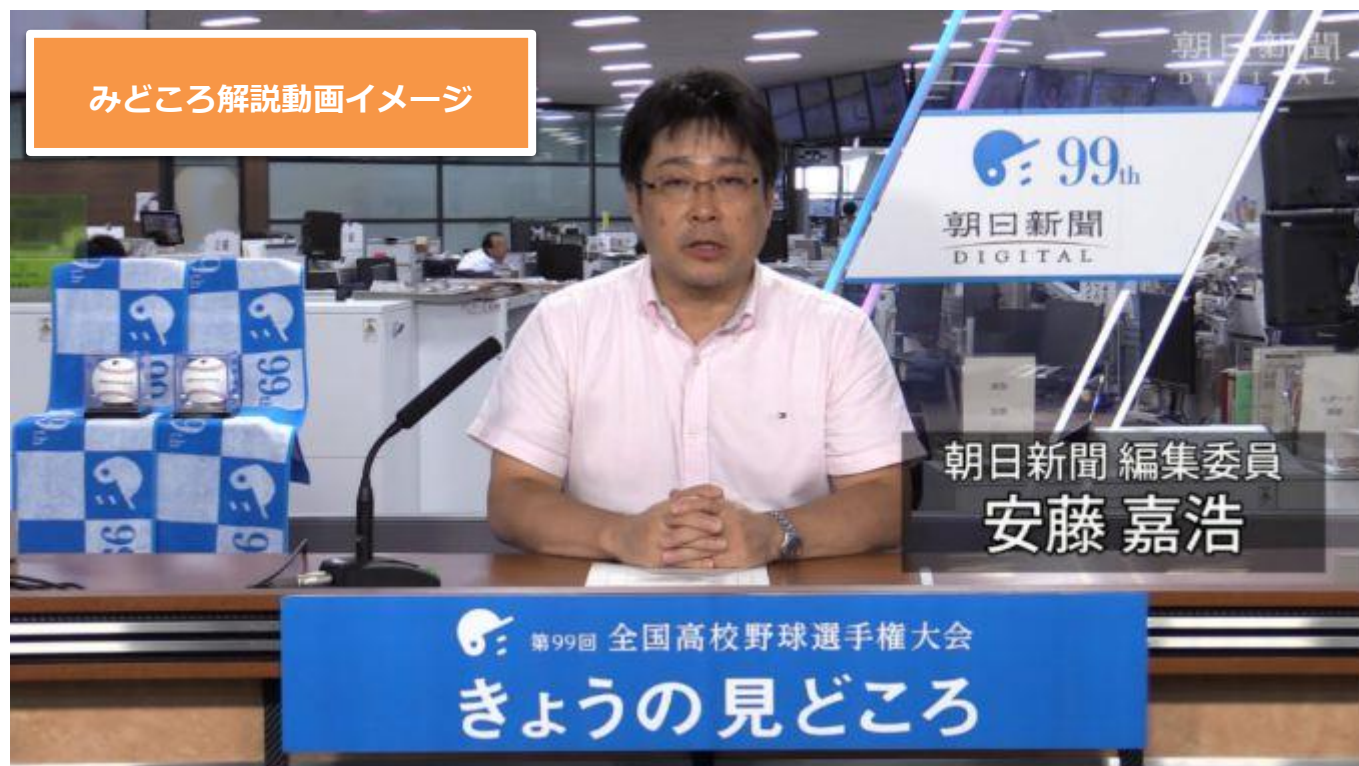 みどころ解説動画イメージ
朝日新聞
DIGITAL
99th
朝日新聞
DIGITAL
朝日新聞 編集委員
安藤 嘉浩
第99回 全国高校野球選手権大会
きょうの見どころ